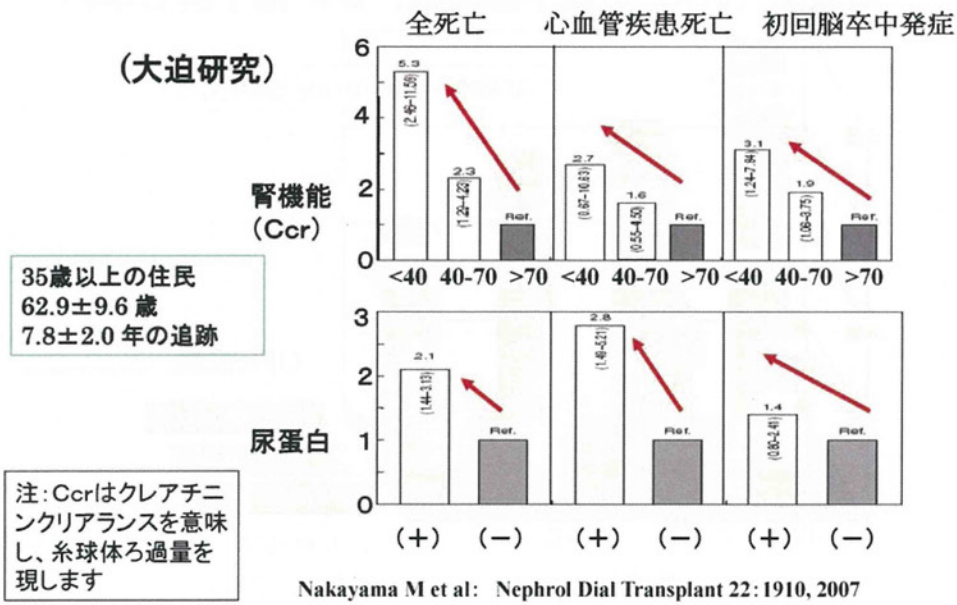 全死亡 心血管疾患死亡 初回脳卒中発症
(大迫研究)
腎機能
(Ccr)
6
4
2
0
5.3
(2.46-11.59)
2.3
Ref.
2.7
(0.67-10.63)
1.6
(0.55-4.50)
Ref.
3.1
(1.24-7.84)
1.9
(1.06-3.75)
Ref.
<40 40-70 >70 <40 40-70 >70 <40 40-70 >70
35歳以上の住民
62.9±9.6 歳
7.8±2.0 年の追跡
尿蛋白
3
2
1
0
2.1
(1.44-3.13)
Ref.
2.8
(1.49-5.21)
Ref.
1.4
(0.80-2.41)
Ref.
(+) (−) (+) (−) (+) (−)
注:Ccrはクレアチニ
ンクリアランスを意味
し、糸球体ろ過量を
現します
Nakayama M et al: Nephrol Dial Transplant 22:1910, 2007